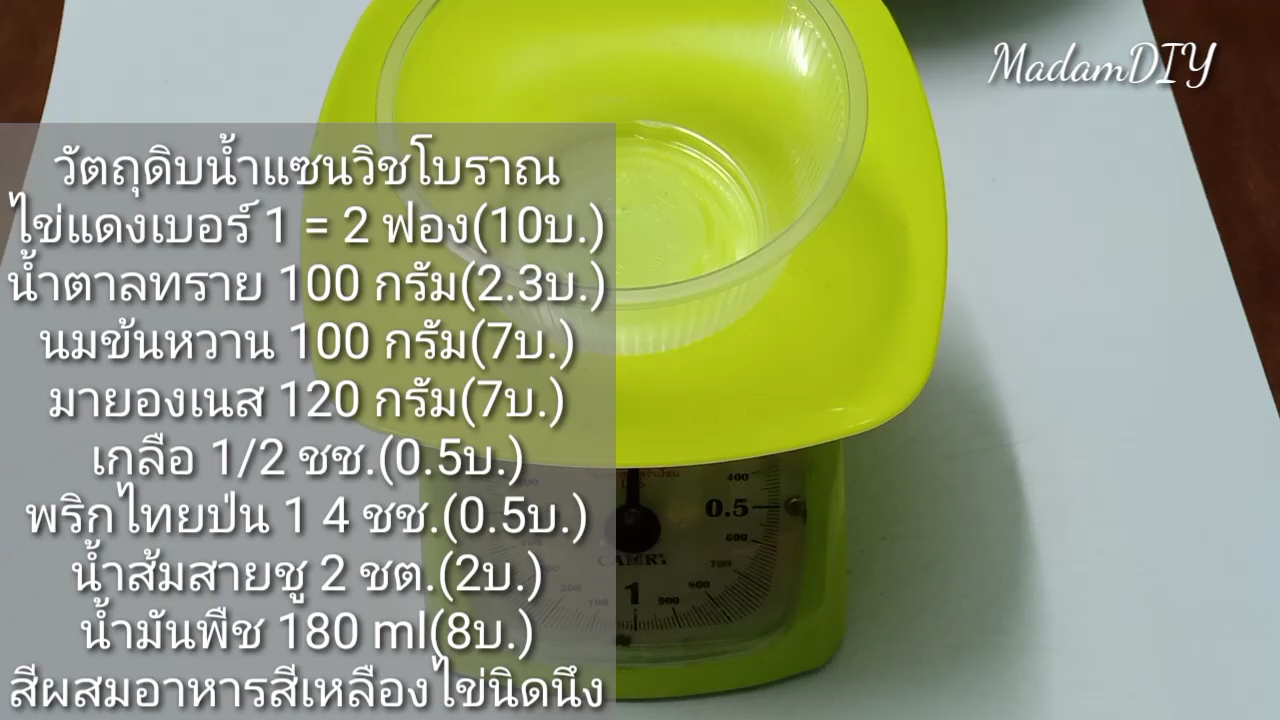 MadamDIY
วัตถุดิบน้ำแซนวิชโบราณ
ไข่แดงเบอร์ 1 = 2 ฟอง(10บ.)
น้ำตาลทราย 100 กรัม(2.3บ.)
นมข้นหวาน 100 กรัม(7บ.)
มายองเนส 120 กรัม(7บ.)
เกลือ 1/2 ชช.(0.5บ.)
พริกไทยป่น 1 4 ชช.(0.5บ.)
น้ำส้มสายชู 2 ชต.(2บ.)
น้ำมันพืช 180 ml(8บ.)
สีผสมอาหารสีเหลืองไข่นิดนึง
400
0.5
600
CAMRY
700
200
800
100
1
900